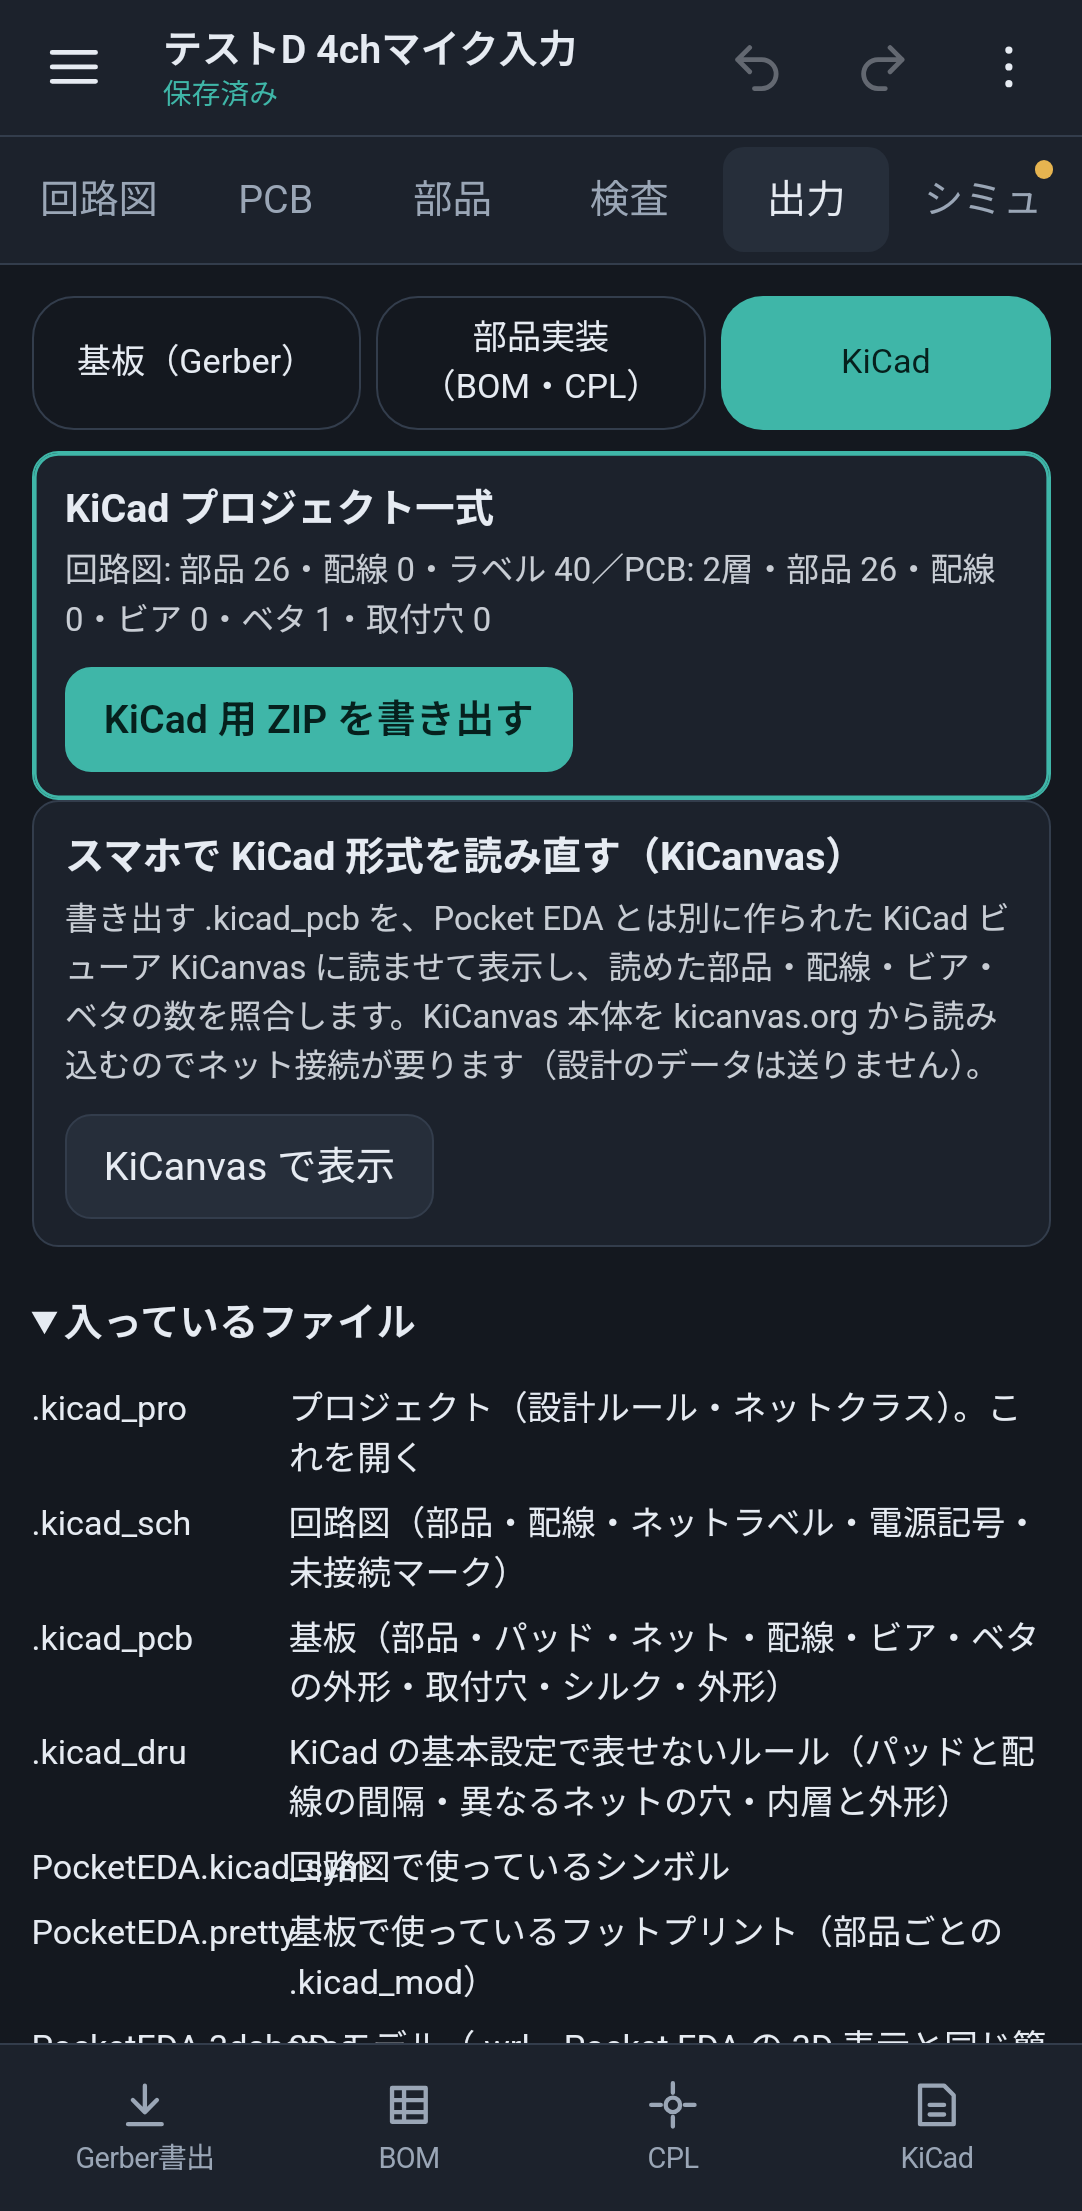 テストD 4chマイク入力
保存済み
回路図 PCB 部品 検査 出力 シミュ
基板（Gerber） 部品実装 KiCad
（BOM・CPL）
KiCad プロジェクト一式
回路図: 部品 26・配線 0・ラベル 40／PCB: 2層・部品 26・配線
0・ビア 0・ベタ 1・取付穴 0
KiCad 用 ZIP を書き出す
スマホで KiCad 形式を読み直す（KiCanvas）
書き出す .kicad_pcb を、Pocket EDA とは別に作られた KiCad ビ
ューア KiCanvas に読ませて表示し、読めた部品・配線・ビア・
ベタの数を照合します。KiCanvas 本体を kicanvas.org から読み
込むのでネット接続が要ります（設計のデータは送りません）。
KiCanvas で表示
▼入っているファイル
.kicad_pro プロジェクト（設計ルール・ネットクラス）。こ
れを開く
.kicad_sch 回路図（部品・配線・ネットラベル・電源記号・
未接続マーク）
.kicad_pcb 基板（部品・パッド・ネット・配線・ビア・ベタ
の外形・取付穴・シルク・外形）
.kicad_dru KiCad の基本設定で表せないルール（パッドと配
線の間隔・異なるネットの穴・内層と外形）
PocketEDA.kicad_sym 回路図で使っているシンボル
PocketEDA.pretty 基板で使っているフットプリント（部品ごとの
.kicad_mod）
Gerber書出 BOM CPL KiCad